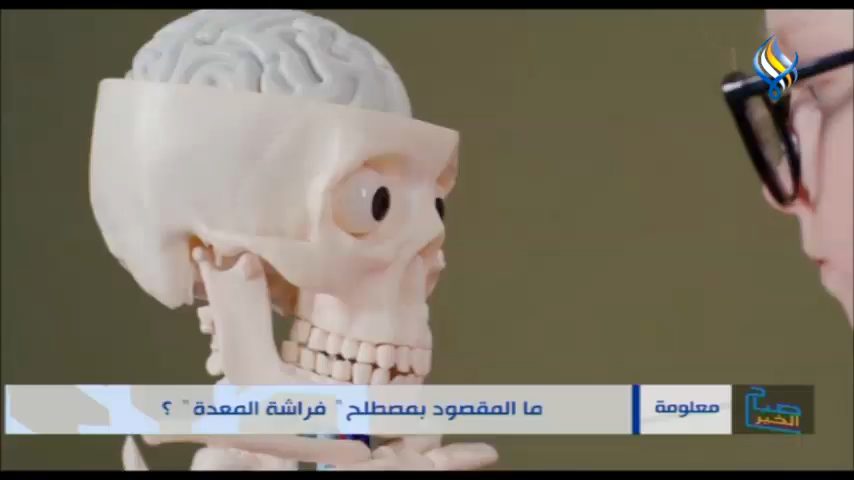 ما المقصود بمصطلح " فراشة المعدة " ؟
معلومة
صباح
الخير